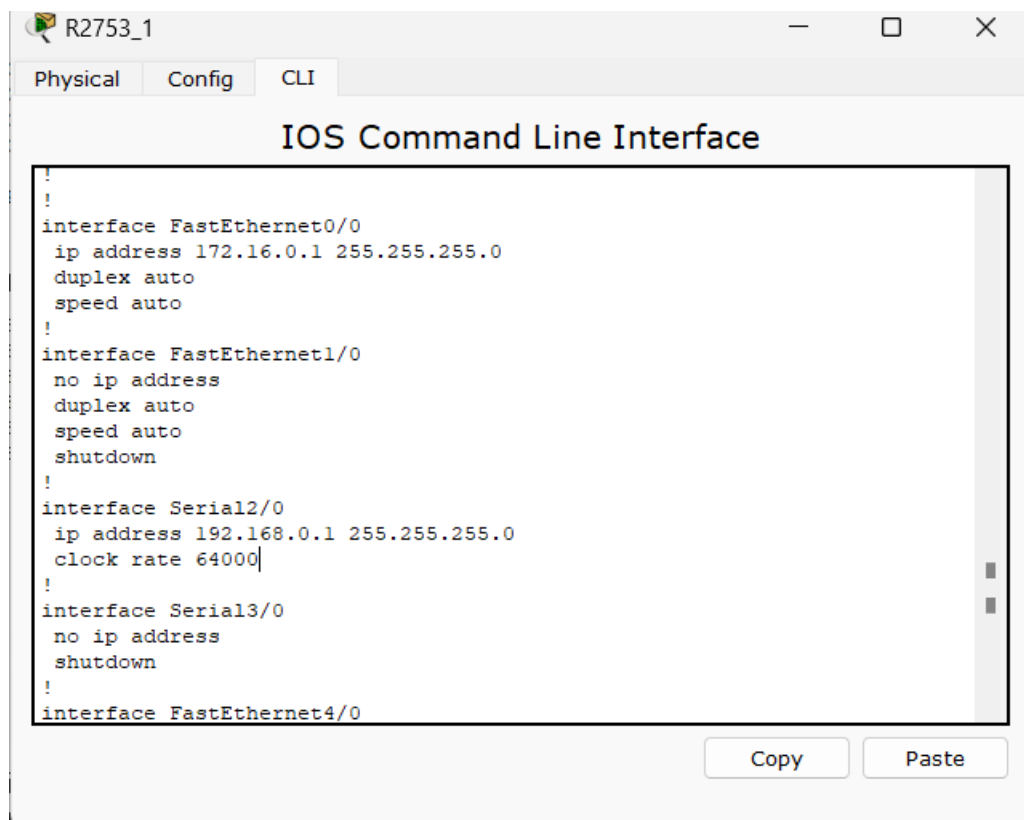 R2753_1
Physical Config CLI
IOS Command Line Interface
!
!
interface FastEthernet0/0
 ip address 172.16.0.1 255.255.255.0
 duplex auto
 speed auto
!
interface FastEthernet1/0
 no ip address
 duplex auto
 speed auto
 shutdown
!
interface Serial2/0
 ip address 192.168.0.1 255.255.255.0
 clock rate 64000
!
interface Serial3/0
 no ip address
 shutdown
!
interface FastEthernet4/0
Copy Paste